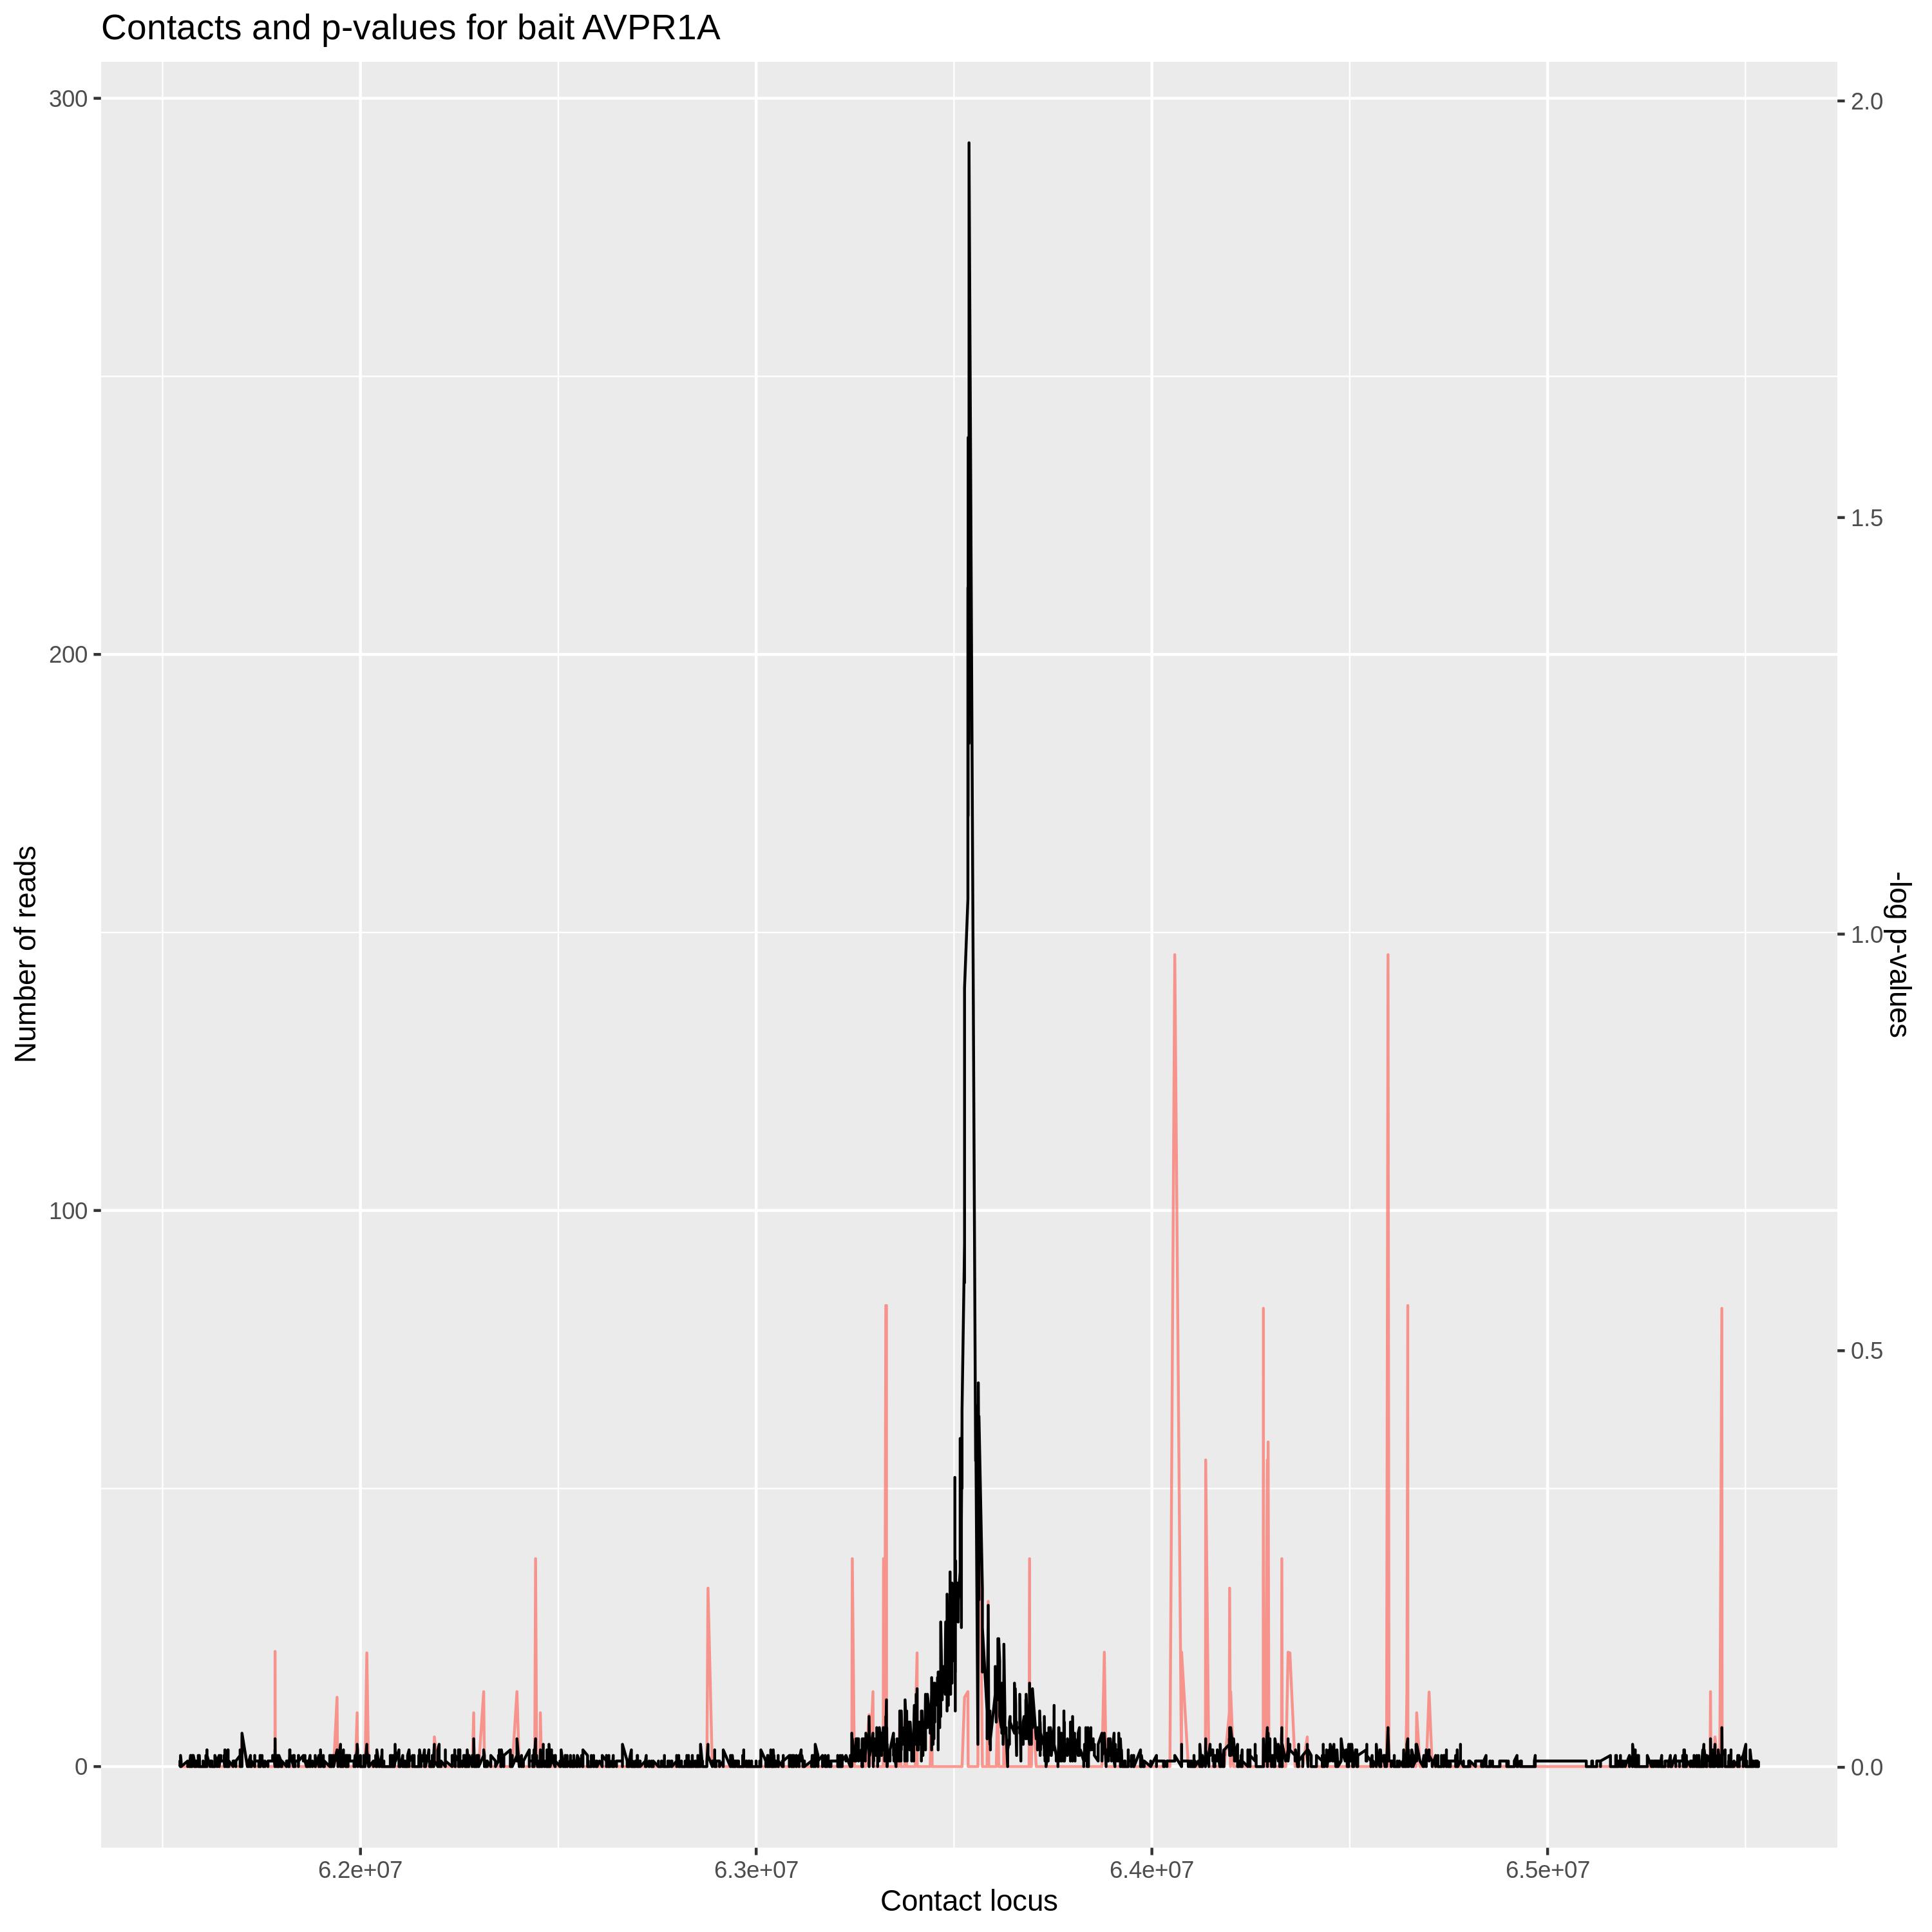 Contacts and p-values for bait AVPR1A
300
200
100
0
Number of reads
2.0
1.5
1.0
0.5
0.0
-log p-values
6.2e+07
6.3e+07
6.4e+07
6.5e+07
Contact locus